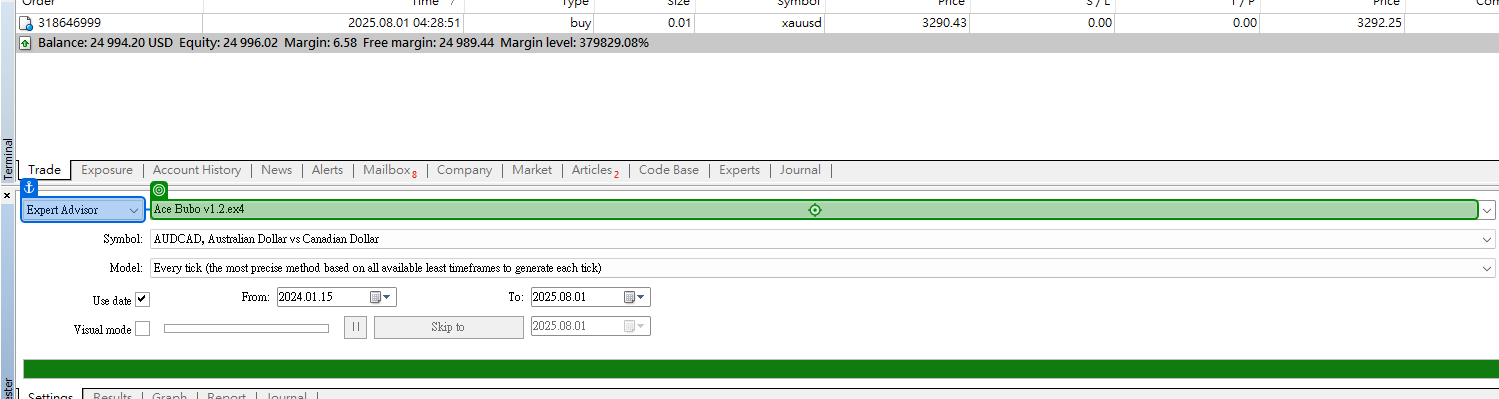 Order Time / Type Size Symbol Price S / L T / P Price Com
318646999 2025.08.01 04:28:51 buy 0.01 xauusd 3290.43 0.00 0.00 3292.25
Balance: 24 994.20 USD Equity: 24 996.02 Margin: 6.58 Free margin: 24 989.44 Margin level: 379829.08%
Terminal
Trade Exposure Account History News Alerts Mailbox 8 Company Market Articles 2 Code Base Experts Journal
Expert Advisor Ace Bubo v1.2.ex4
Symbol: AUDCAD, Australian Dollar vs Canadian Dollar
Model: Every tick (the most precise method based on all available least timeframes to generate each tick)
Use date From: 2024.01.15 To: 2025.08.01
Visual mode Skip to 2025.08.01
ester
Settings Results Graph Report Journal